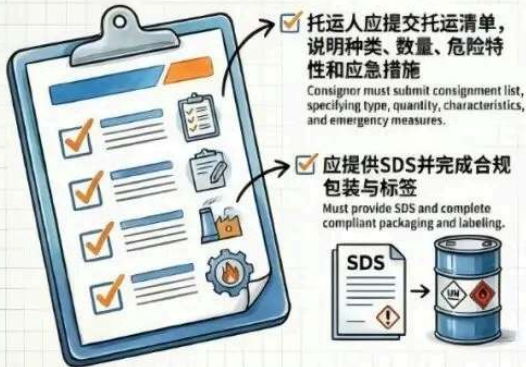 托运人应提交托运清单，
说明种类、数量、危险特
性和应急措施
Consignor must submit consignment list,
specifying type, quantity, characteristics,
and emergency measures.
应提供SDS并完成合规
包装与标签
Must provide SDS and complete
compliant packaging and labeling.
SDS
UN